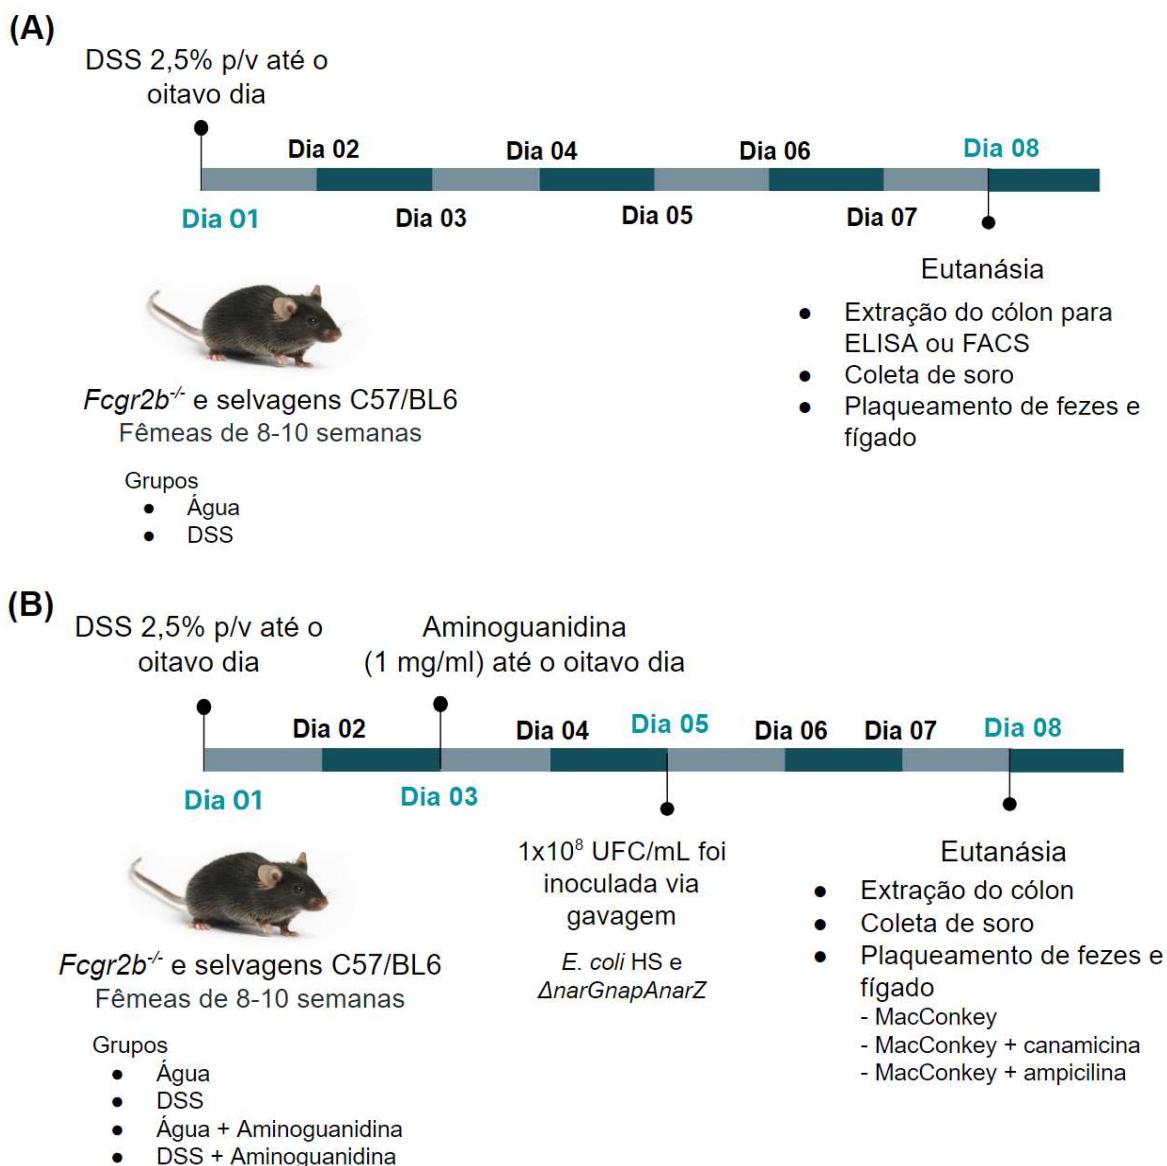 (A)
DSS 2,5% p/v até o
oitavo dia
Dia 02
Dia 04
Dia 06
Dia 08
Dia 01
Dia 03
Dia 05
Dia 07
Eutanásia
● Extração do cólon para
ELISA ou FACS
● Coleta de soro
● Plaqueamento de fezes e
fígado
Fcgr2b-/- e selvagens C57/BL6
Fêmeas de 8-10 semanas
Grupos
● Água
● DSS
(B)
DSS 2,5% p/v até o
oitavo dia
Aminoguanidina
(1 mg/ml) até o oitavo dia
Dia 02
Dia 04
Dia 05
Dia 06
Dia 07
Dia 08
Dia 01
Dia 03
1x10⁸ UFC/mL foi
inoculada via
gavagem
E. coli HS e
ΔnarGnapAnarZ
Eutanásia
● Extração do cólon
● Coleta de soro
● Plaqueamento de fezes e
fígado
- MacConkey
- MacConkey + canamicina
- MacConkey + ampicilina
Fcgr2b-/- e selvagens C57/BL6
Fêmeas de 8-10 semanas
Grupos
● Água
● DSS
● Água + Aminoguanidina
● DSS + Aminoguanidina